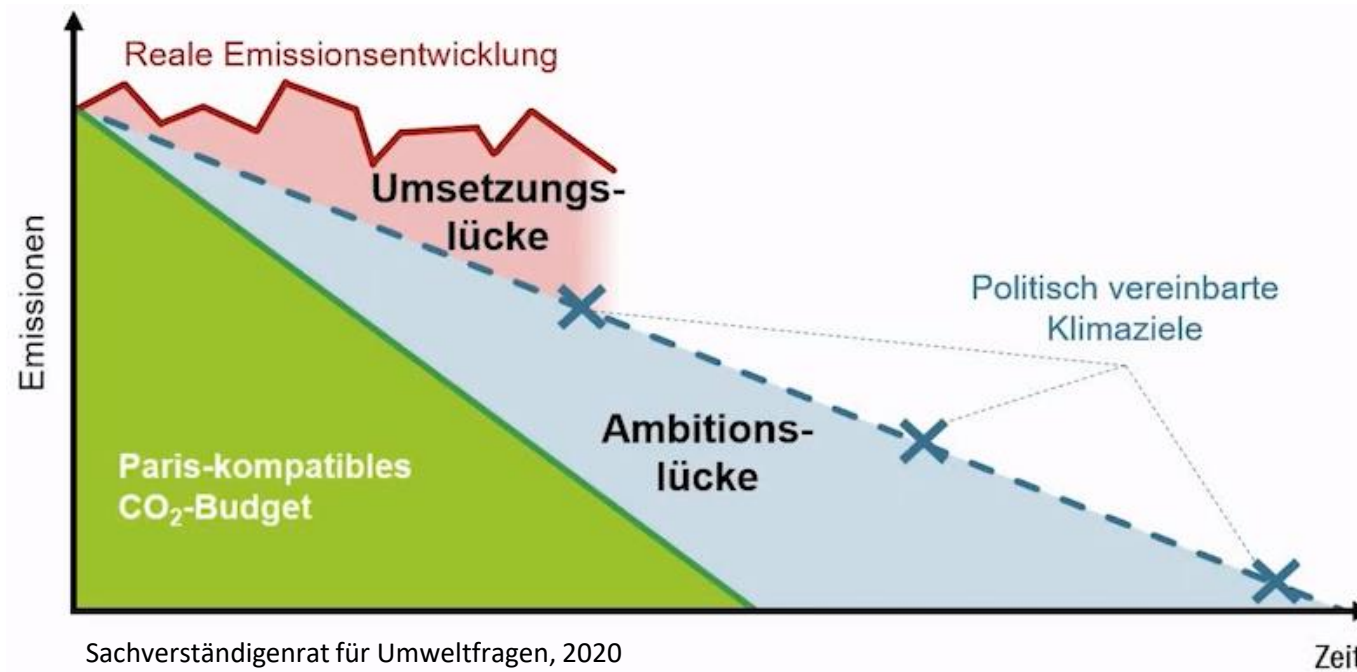 Reale Emissionsentwicklung
Umsetzungs-
lücke
Emissionen
Politisch vereinbarte
Klimaziele
Ambitions-
lücke
Paris-kompatibles
CO₂-Budget
Sachverständigenrat für Umweltfragen, 2020
Zeit